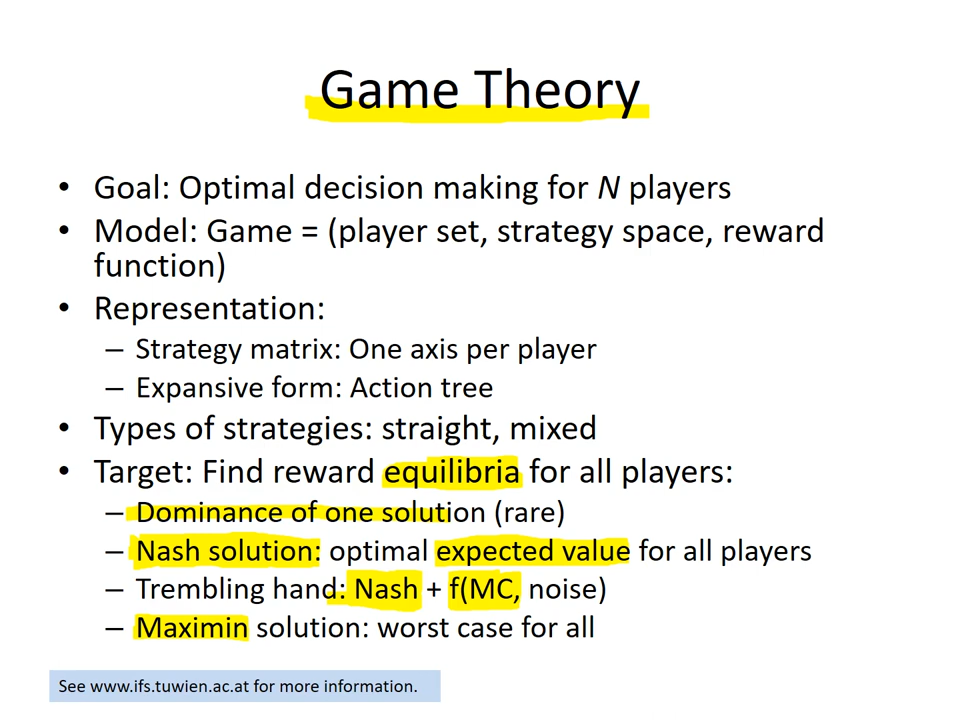 Game Theory
• Goal: Optimal decision making for N players
• Model: Game = (player set, strategy space, reward
function)
• Representation:
– Strategy matrix: One axis per player
– Expansive form: Action tree
• Types of strategies: straight, mixed
• Target: Find reward equilibria for all players:
– Dominance of one solution (rare)
– Nash solution: optimal expected value for all players
– Trembling hand: Nash + f(MC, noise)
– Maximin solution: worst case for all
See www.ifs.tuwien.ac.at for more information.